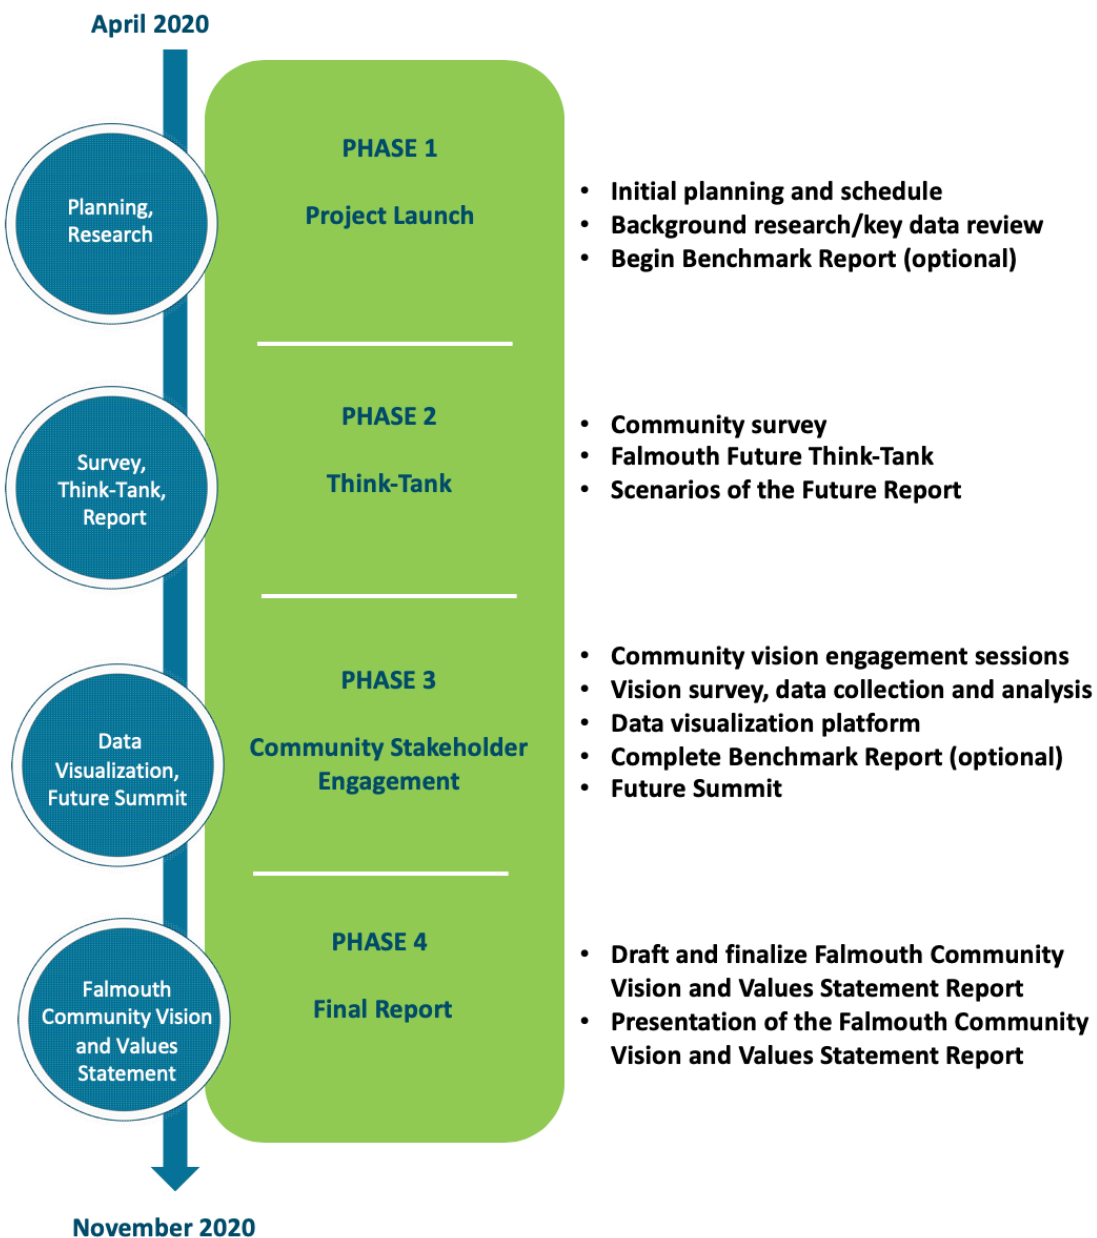 April 2020
Planning,
Research
PHASE 1
Project Launch
• Initial planning and schedule
• Background research/key data review
• Begin Benchmark Report (optional)
Survey,
Think-Tank,
Report
PHASE 2
Think-Tank
• Community survey
• Falmouth Future Think-Tank
• Scenarios of the Future Report
Data
Visualization,
Future Summit
PHASE 3
Community Stakeholder
Engagement
• Community vision engagement sessions
• Vision survey, data collection and analysis
• Data visualization platform
• Complete Benchmark Report (optional)
• Future Summit
Falmouth
Community Vision
and Values
Statement
PHASE 4
Final Report
• Draft and finalize Falmouth Community
Vision and Values Statement Report
• Presentation of the Falmouth Community
Vision and Values Statement Report
November 2020